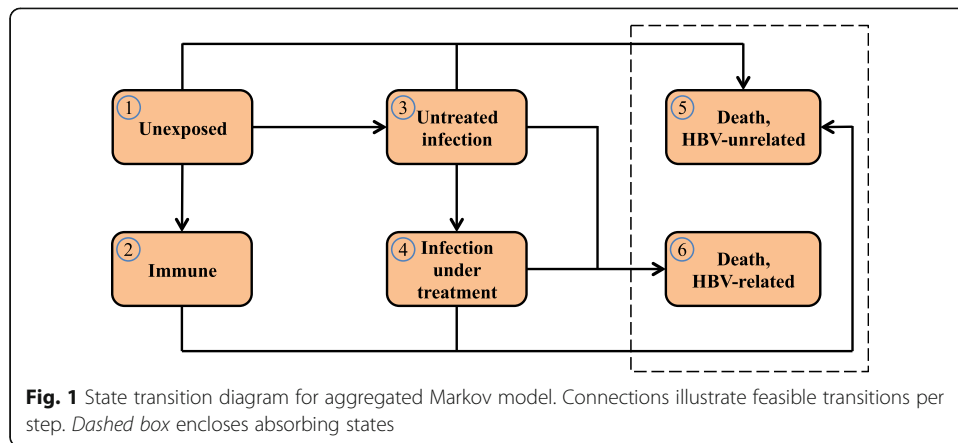 1
Unexposed
3
Untreated
infection
5
Death,
HBV-unrelated
2
Immune
4
Infection
under
treatment
6
Death,
HBV-related
Fig. 1 State transition diagram for aggregated Markov model. Connections illustrate feasible transitions per
step. Dashed box encloses absorbing states